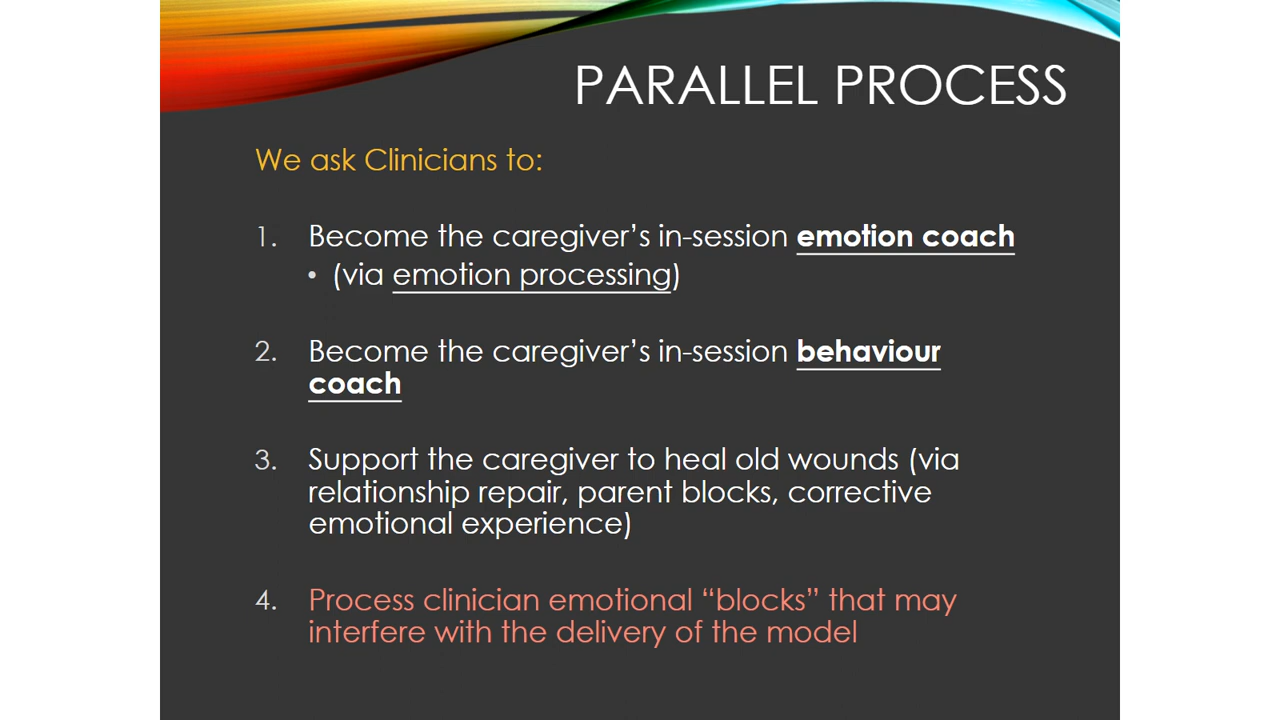 PARALLEL PROCESS
We ask Clinicians to:
1. Become the caregiver’s in-session emotion coach
• (via emotion processing)
2. Become the caregiver’s in-session behaviour
coach
3. Support the caregiver to heal old wounds (via
relationship repair, parent blocks, corrective
emotional experience)
4. Process clinician emotional “blocks” that may
interfere with the delivery of the model